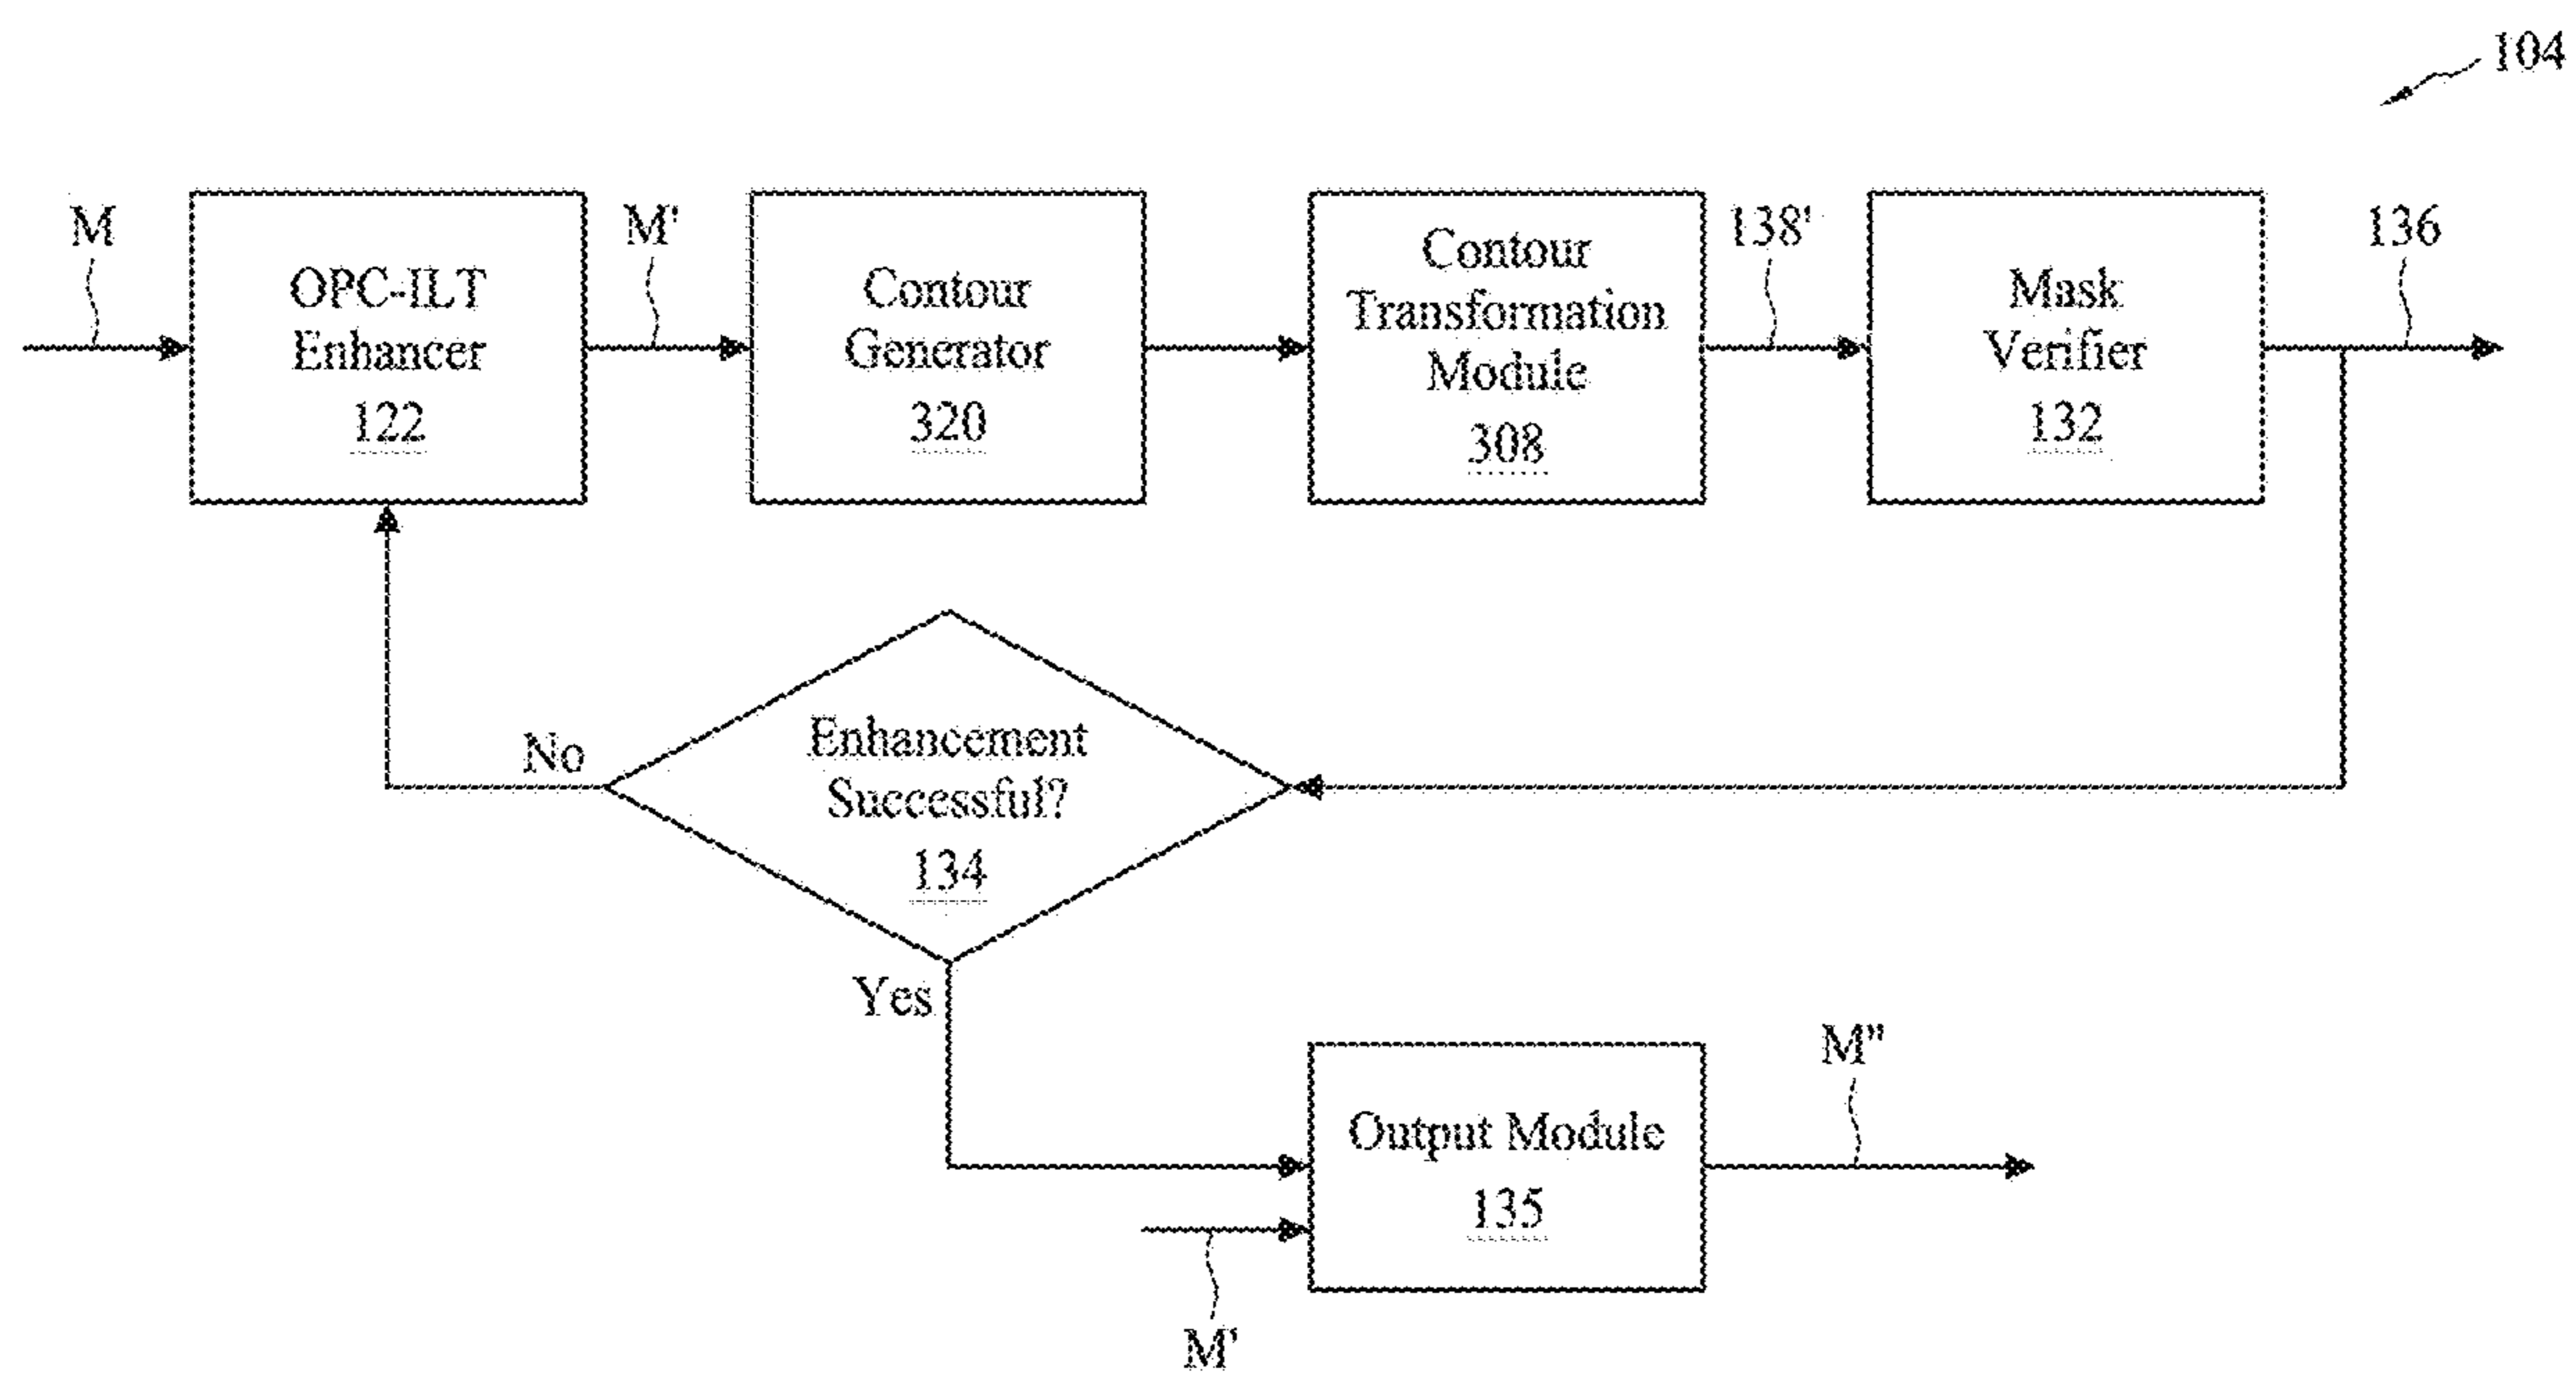 104
M
M'
138'
136
OPC-ILT
Enhancer
122
Contour
Generator
320
Contour
Transformation
Module
308
Mask
Verifier
132
No
Enhancement
Successful?
134
Yes
M"
Output Module
135
M'